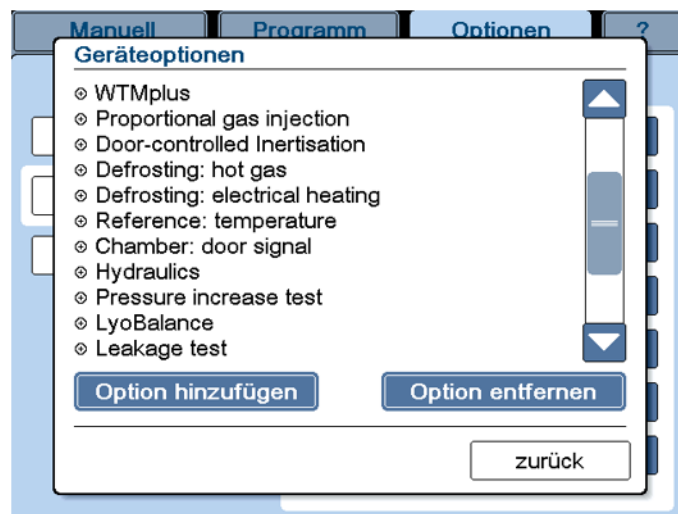 Manuell Programm Optionen ?
Geräteoptionen
WTMplus
Proportional gas injection
Door-controlled Inertisation
Defrosting: hot gas
Defrosting: electrical heating
Reference: temperature
Chamber: door signal
Hydraulics
Pressure increase test
LyoBalance
Leakage test
Option hinzufügen Option entfernen
zurück